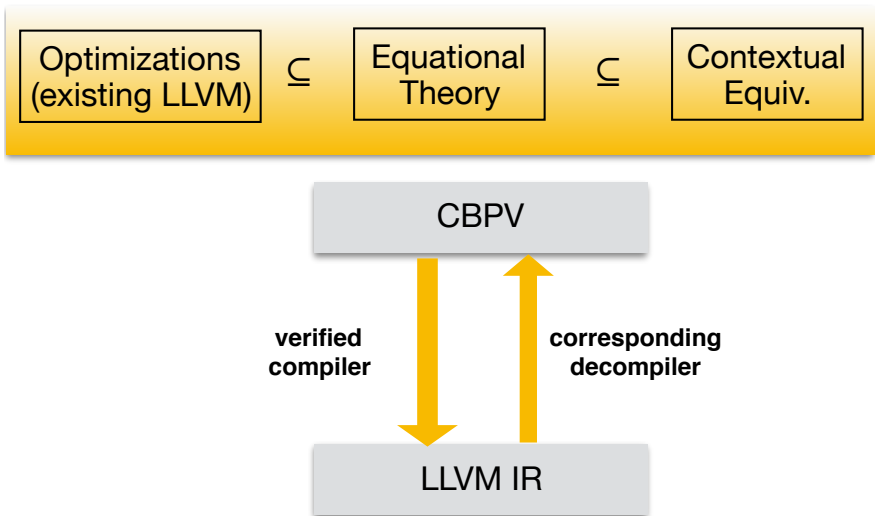 Optimizations
(existing LLVM)
⊆
Equational
Theory
⊆
Contextual
Equiv.
CBPV
verified
compiler
corresponding
decompiler
LLVM IR